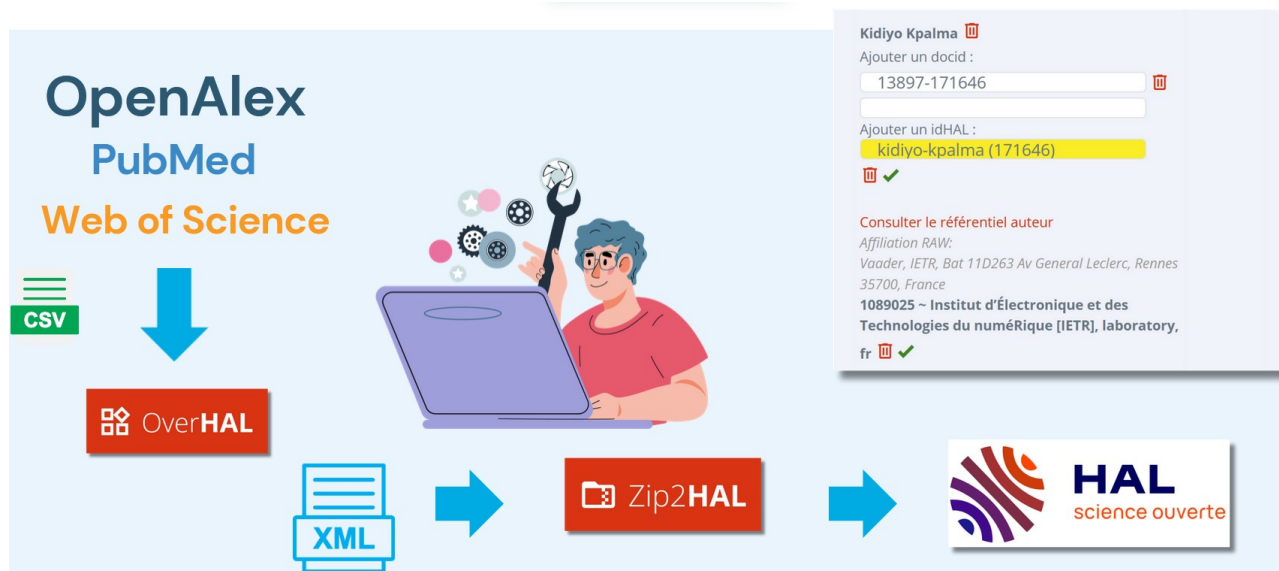 OpenAlex
PubMed
Web of Science
CSV
OverHAL
XML
Zip2HAL
HAL
science ouverte
Kidiyo Kpalma
Ajouter un docid :
13897-171646
Ajouter un idHAL :
kidiyo-kpalma (171646)
Consulter le référentiel auteur
Affiliation RAW:
Vaader, IETR, Bat 11D263 Av General Leclerc, Rennes
35700, France
1089025 ~ Institut d’Électronique et des
Technologies du numéRique [IETR], laboratory,
fr